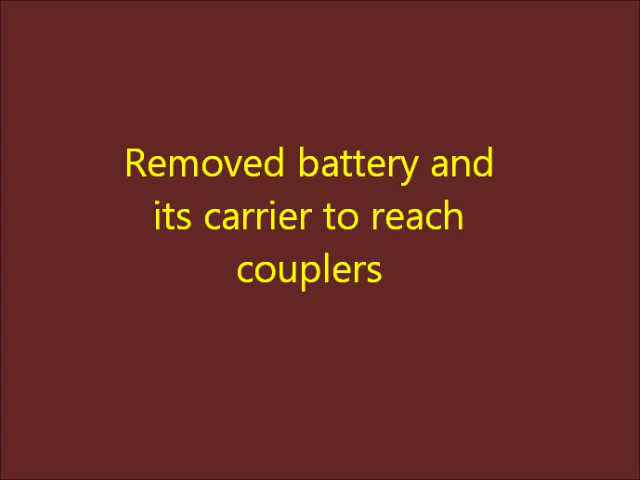 Removed battery and
its carrier to reach
couplers